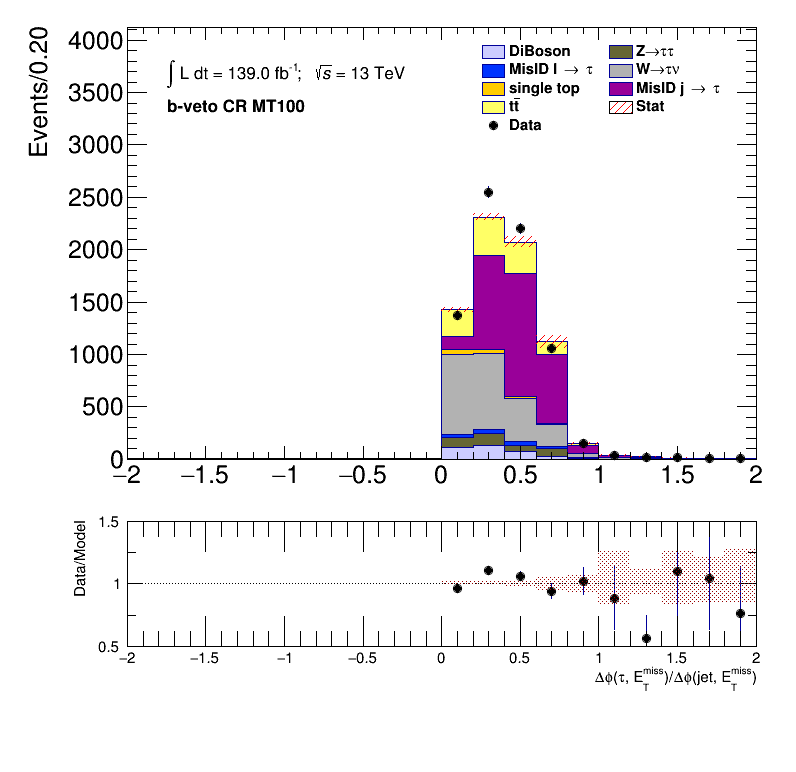 Events/0.20
4000
3500
3000
2500
2000
1500
1000
500
0
∫ L dt = 139.0 fb⁻¹; √s = 13 TeV
b-veto CR MT100
DiBoson
MisID l → τ
single top
tt̄
Data
Z→ττ
W→τν
MisID j → τ
Stat
−2 −1.5 −1 −0.5 0 0.5 1 1.5 2
Data/Model
1.5
1
0.5
−2 −1.5 −1 −0.5 0 0.5 1 1.5 2
Δϕ(τ, E_T^miss)/Δϕ(jet, E_T^miss)